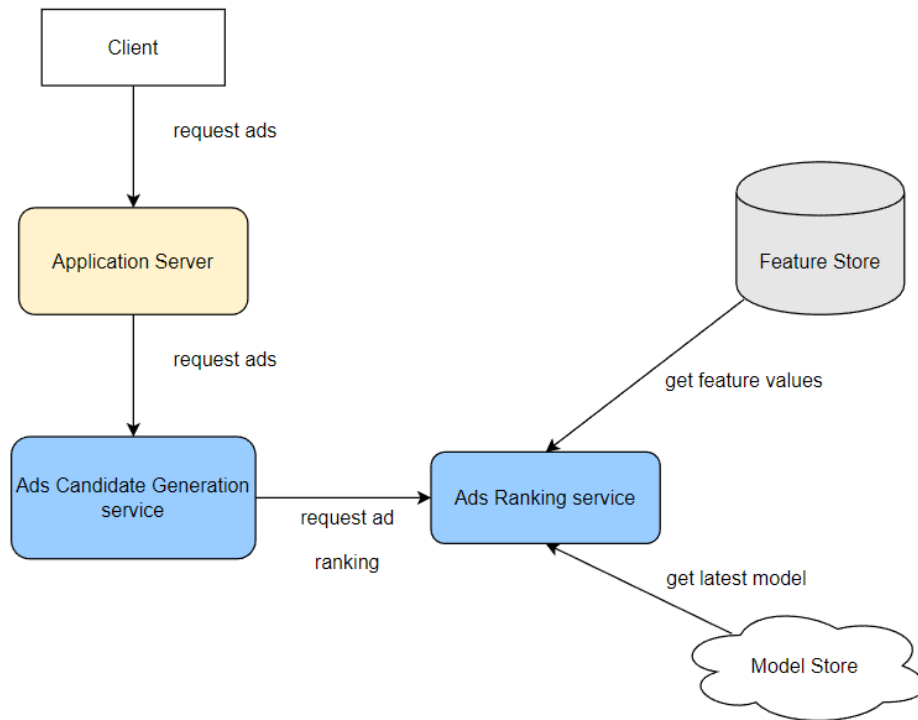 Client
request ads
Application Server
Feature Store
request ads
get feature values
Ads Candidate Generation
service
Ads Ranking service
request ad
ranking
get latest model
Model Store